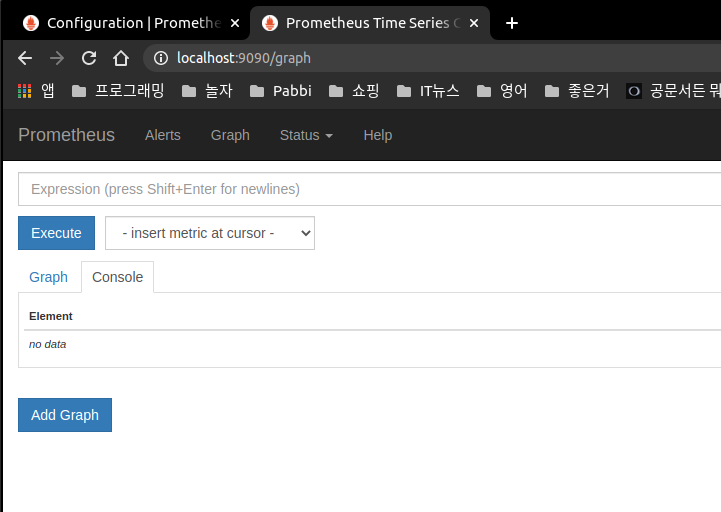 Configuration | Promethe
Prometheus Time Series C
localhost:9090/graph
앱 프로그래밍 놀자 Pabbi 쇼핑 IT뉴스 영어 좋은거 공문서든 뭐
Prometheus Alerts Graph Status Help
Expression (press Shift+Enter for newlines)
Execute - insert metric at cursor -
Graph Console
Element
no data
Add Graph